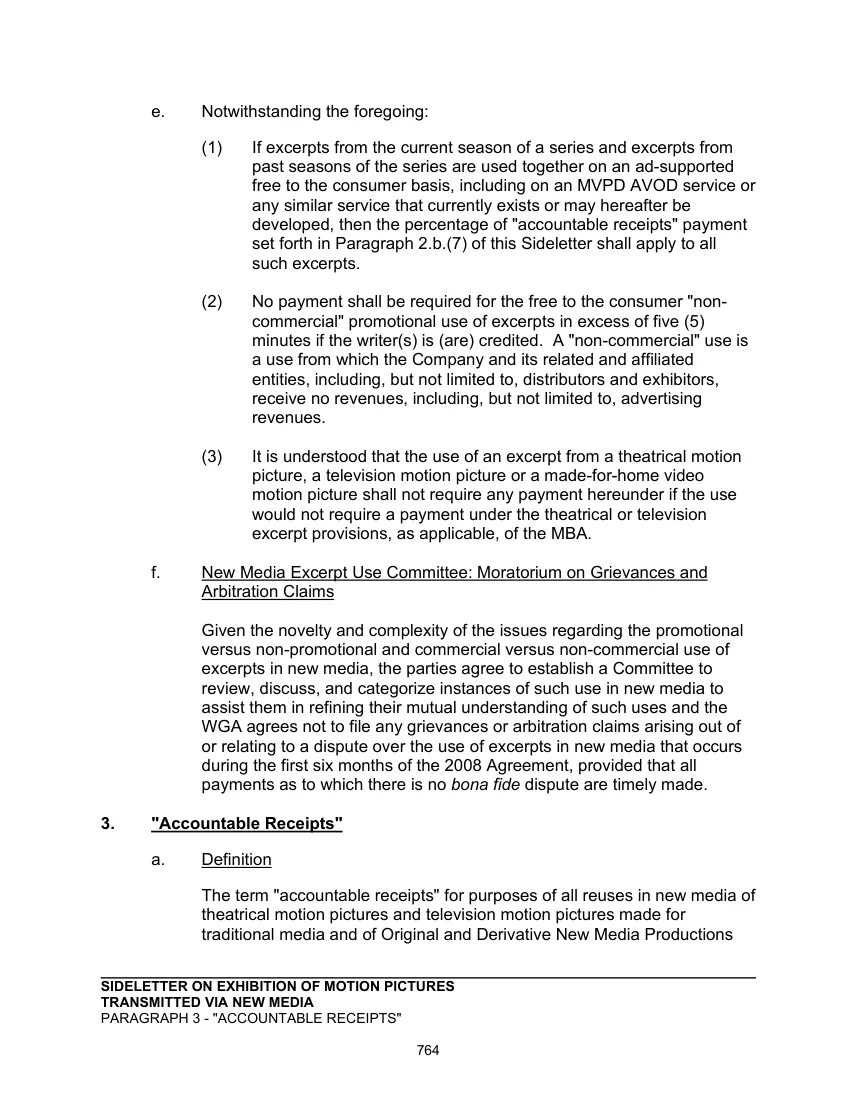 e. Notwithstanding the foregoing:
(1) If excerpts from the current season of a series and excerpts from
past seasons of the series are used together on an ad-supported
free to the consumer basis, including on an MVPD AVOD service or
any similar service that currently exists or may hereafter be
developed, then the percentage of "accountable receipts" payment
set forth in Paragraph 2.b.(7) of this Sideletter shall apply to all
such excerpts.
(2) No payment shall be required for the free to the consumer "non-
commercial" promotional use of excerpts in excess of five (5)
minutes if the writer(s) is (are) credited.  A "non-commercial" use is
a use from which the Company and its related and affiliated
entities, including, but not limited to, distributors and exhibitors,
receive no revenues, including, but not limited to, advertising
revenues.
(3) It is understood that the use of an excerpt from a theatrical motion
picture, a television motion picture or a made-for-home video
motion picture shall not require any payment hereunder if the use
would not require a payment under the theatrical or television
excerpt provisions, as applicable, of the MBA.
f. New Media Excerpt Use Committee: Moratorium on Grievances and
Arbitration Claims
Given the novelty and complexity of the issues regarding the promotional
versus non-promotional and commercial versus non-commercial use of
excerpts in new media, the parties agree to establish a Committee to
review, discuss, and categorize instances of such use in new media to
assist them in refining their mutual understanding of such uses and the
WGA agrees not to file any grievances or arbitration claims arising out of
or relating to a dispute over the use of excerpts in new media that occurs
during the first six months of the 2008 Agreement, provided that all
payments as to which there is no bona fide dispute are timely made.
3. "Accountable Receipts"
a. Definition
The term "accountable receipts" for purposes of all reuses in new media of
theatrical motion pictures and television motion pictures made for
traditional media and of Original and Derivative New Media Productions
SIDELETTER ON EXHIBITION OF MOTION PICTURES
TRANSMITTED VIA NEW MEDIA
PARAGRAPH 3 - "ACCOUNTABLE RECEIPTS"
764